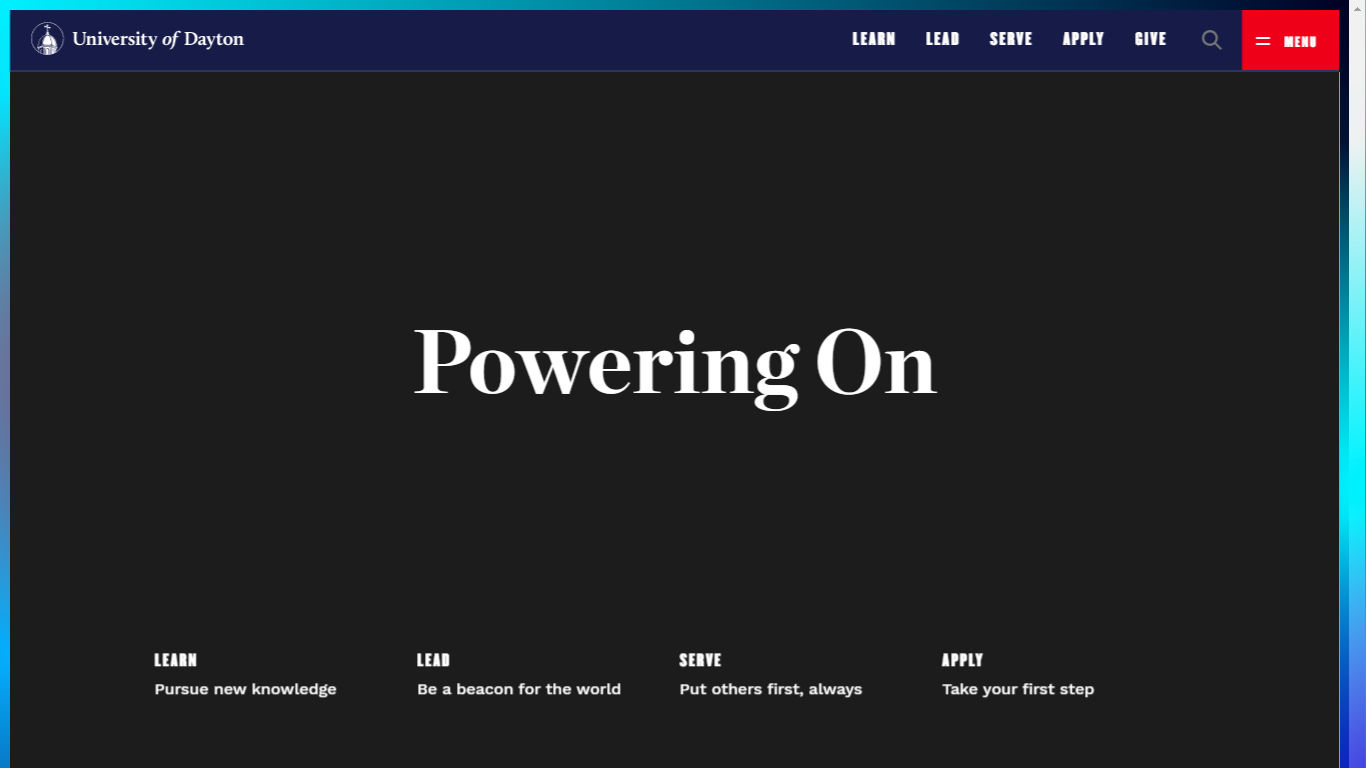 University of Dayton
LEARN LEAD SERVE APPLY GIVE MENU
Powering On
LEARN LEAD SERVE APPLY
Pursue new knowledge Be a beacon for the world Put others first, always Take your first step